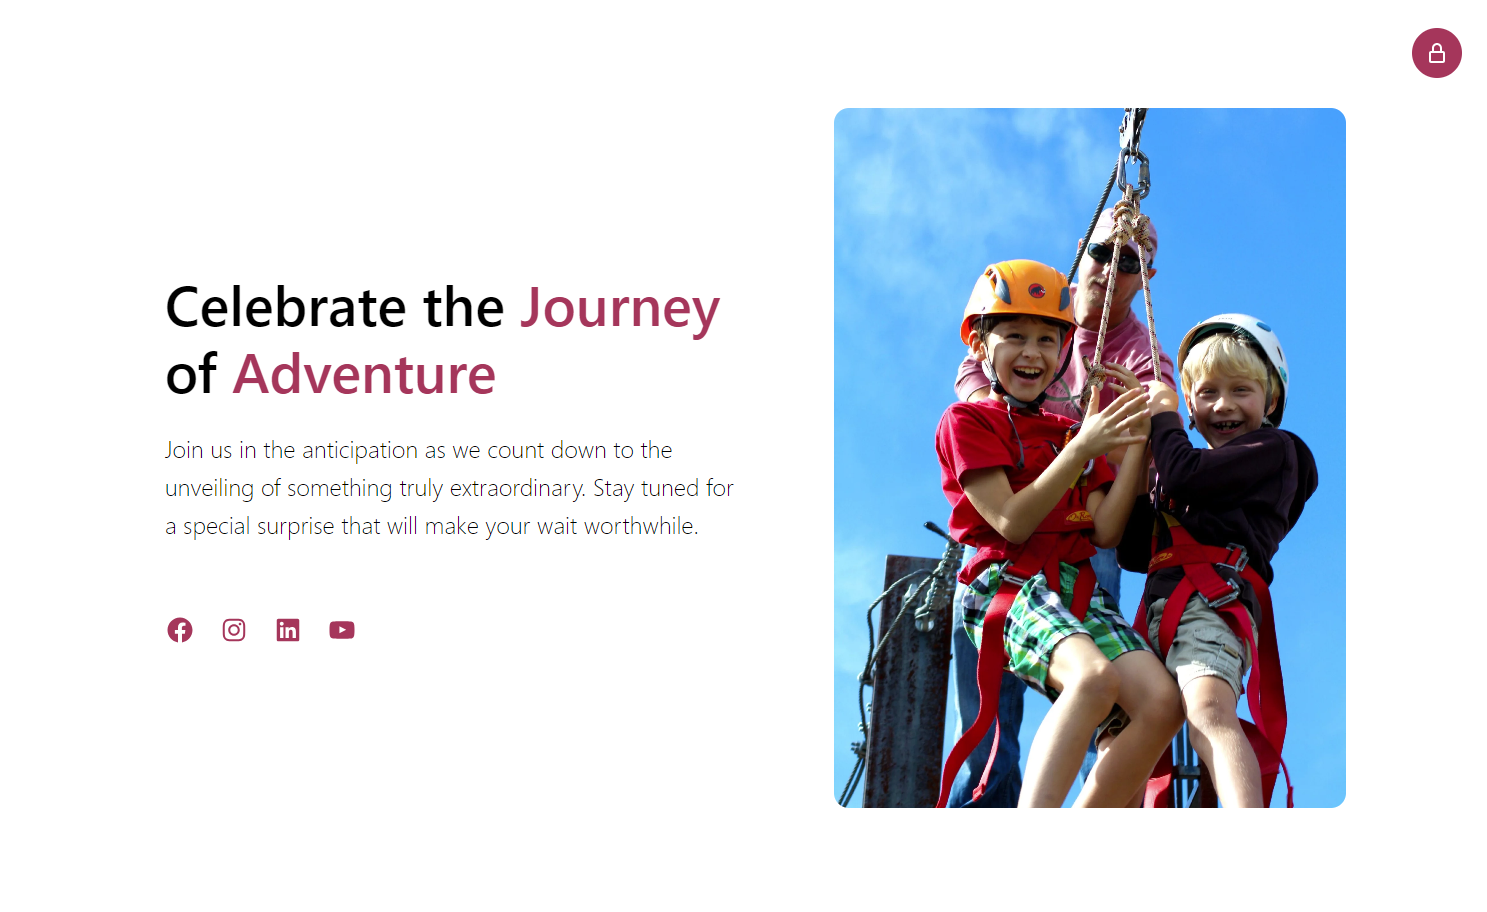 Celebrate the Journey
of Adventure
Join us in the anticipation as we count down to the
unveiling of something truly extraordinary. Stay tuned for
a special surprise that will make your wait worthwhile.